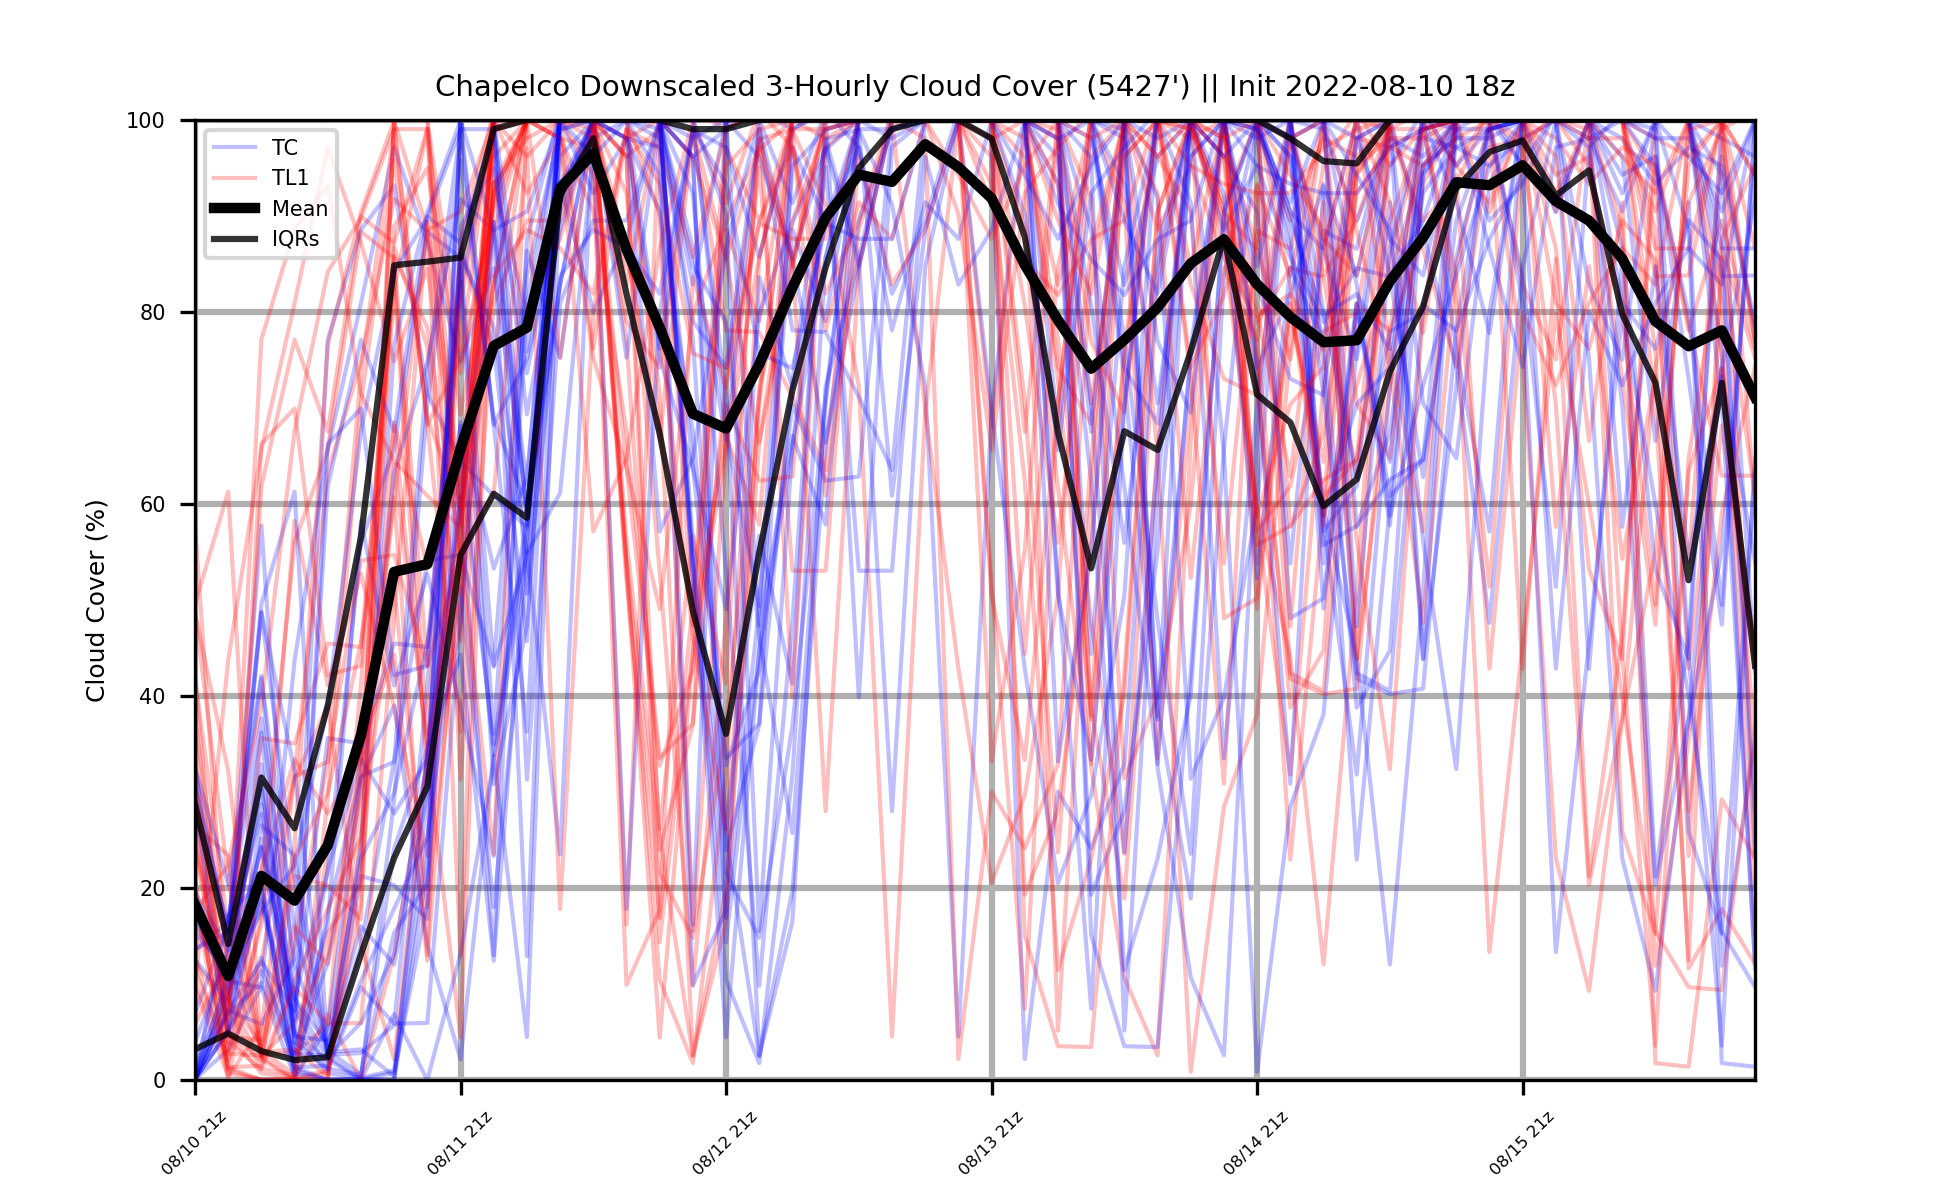 Chapelco Downscaled 3-Hourly Cloud Cover (5427') || Init 2022-08-10 18z
TC
TL1
Mean
IQRs
Cloud Cover (%)
100
80
60
40
20
0
08/10 21z
08/11 21z
08/12 21z
08/13 21z
08/14 21z
08/15 21z